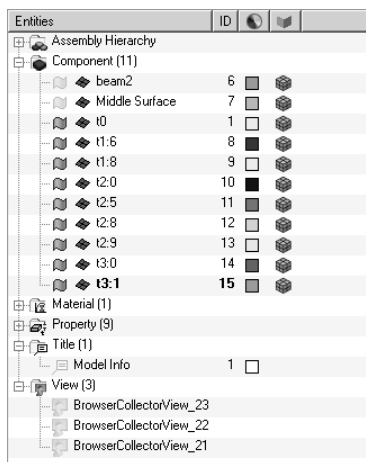 Entities ID
Assembly Hierarchy
Component (11)
beam2 6
Middle Surface 7
t0 1
t1:6 8
t1:8 9
t2:0 10
t2:5 11
t2:8 12
t2:9 13
t3:0 14
t3:1 15
Material (1)
Property (9)
Title (1)
Model Info 1
View (3)
BrowserCollectorView_23
BrowserCollectorView_22
BrowserCollectorView_21